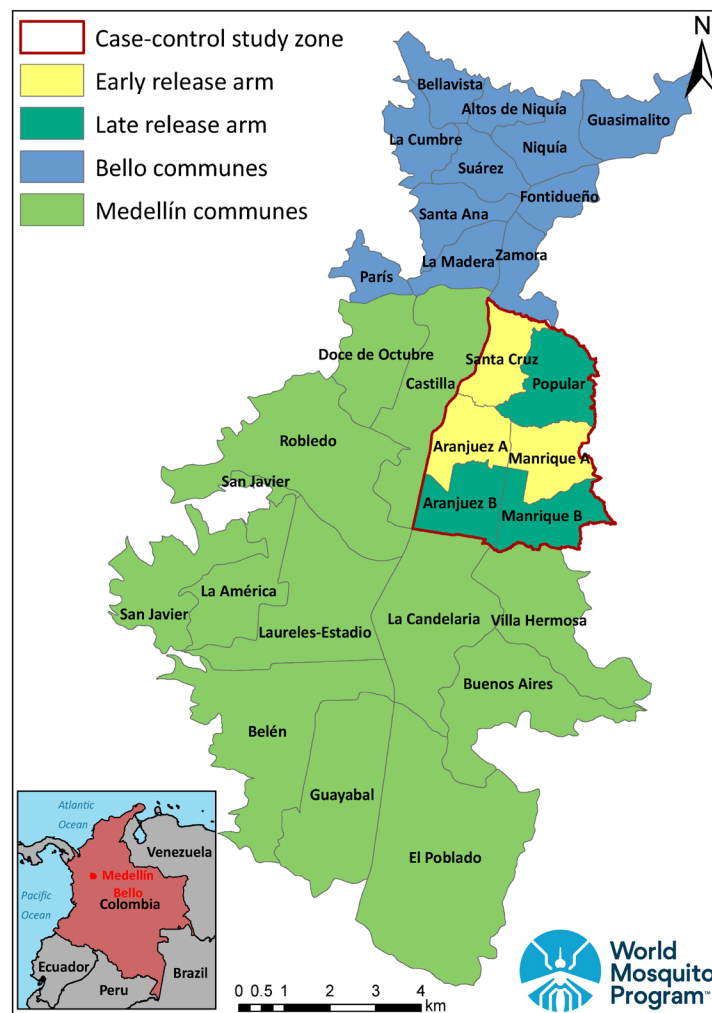 Case-control study zone
Early release arm
Late release arm
Bello communes
Medellín communes
N
Bellavista
Altos de Niquía
Guasimalito
La Cumbre
Niquía
Suárez
Fontidueño
Santa Ana
Zamora
La Madera
París
Doce de Octubre
Santa Cruz
Castilla
Popular
Robledo
Aranjuez A
Manrique A
San Javier
Aranjuez B
Manrique B
La América
San Javier
Laureles-Estadio
La Candelaria
Villa Hermosa
Buenos Aires
Belén
Guayabal
El Poblado
Atlantic
Ocean
Venezuela
Medellín
Bello
Pacific
Ocean
Colombia
Ecuador
Brazil
Peru
0 0.5 1 2 3 4
km
World
Mosquito
Program™